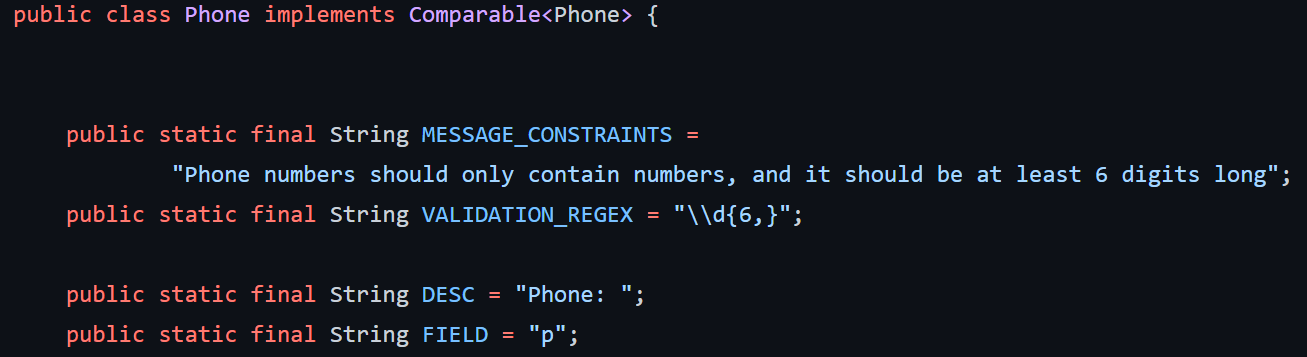 public class Phone implements Comparable<Phone> {
public static final String MESSAGE_CONSTRAINTS =
"Phone numbers should only contain numbers, and it should be at least 6 digits long";
public static final String VALIDATION_REGEX = "\\d{6,}";
public static final String DESC = "Phone: ";
public static final String FIELD = "p";